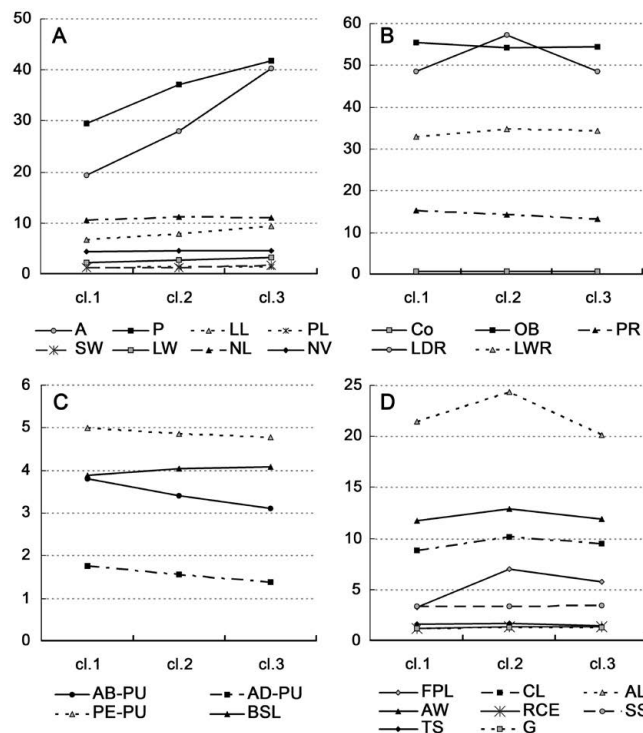 A
50
40
30
20
10
0
cl.1 cl.2 cl.3
A P LL PL
SW LW NL NV
B
60
50
40
30
20
10
0
cl.1 cl.2 cl.3
Co OB PR
LDR LWR
C
6
5
4
3
2
1
0
cl.1 cl.2 cl.3
AB-PU AD-PU
PE-PU BSL
D
25
20
15
10
5
0
cl.1 cl.2 cl.3
FPL CL AL
AW RCE SS
TS G